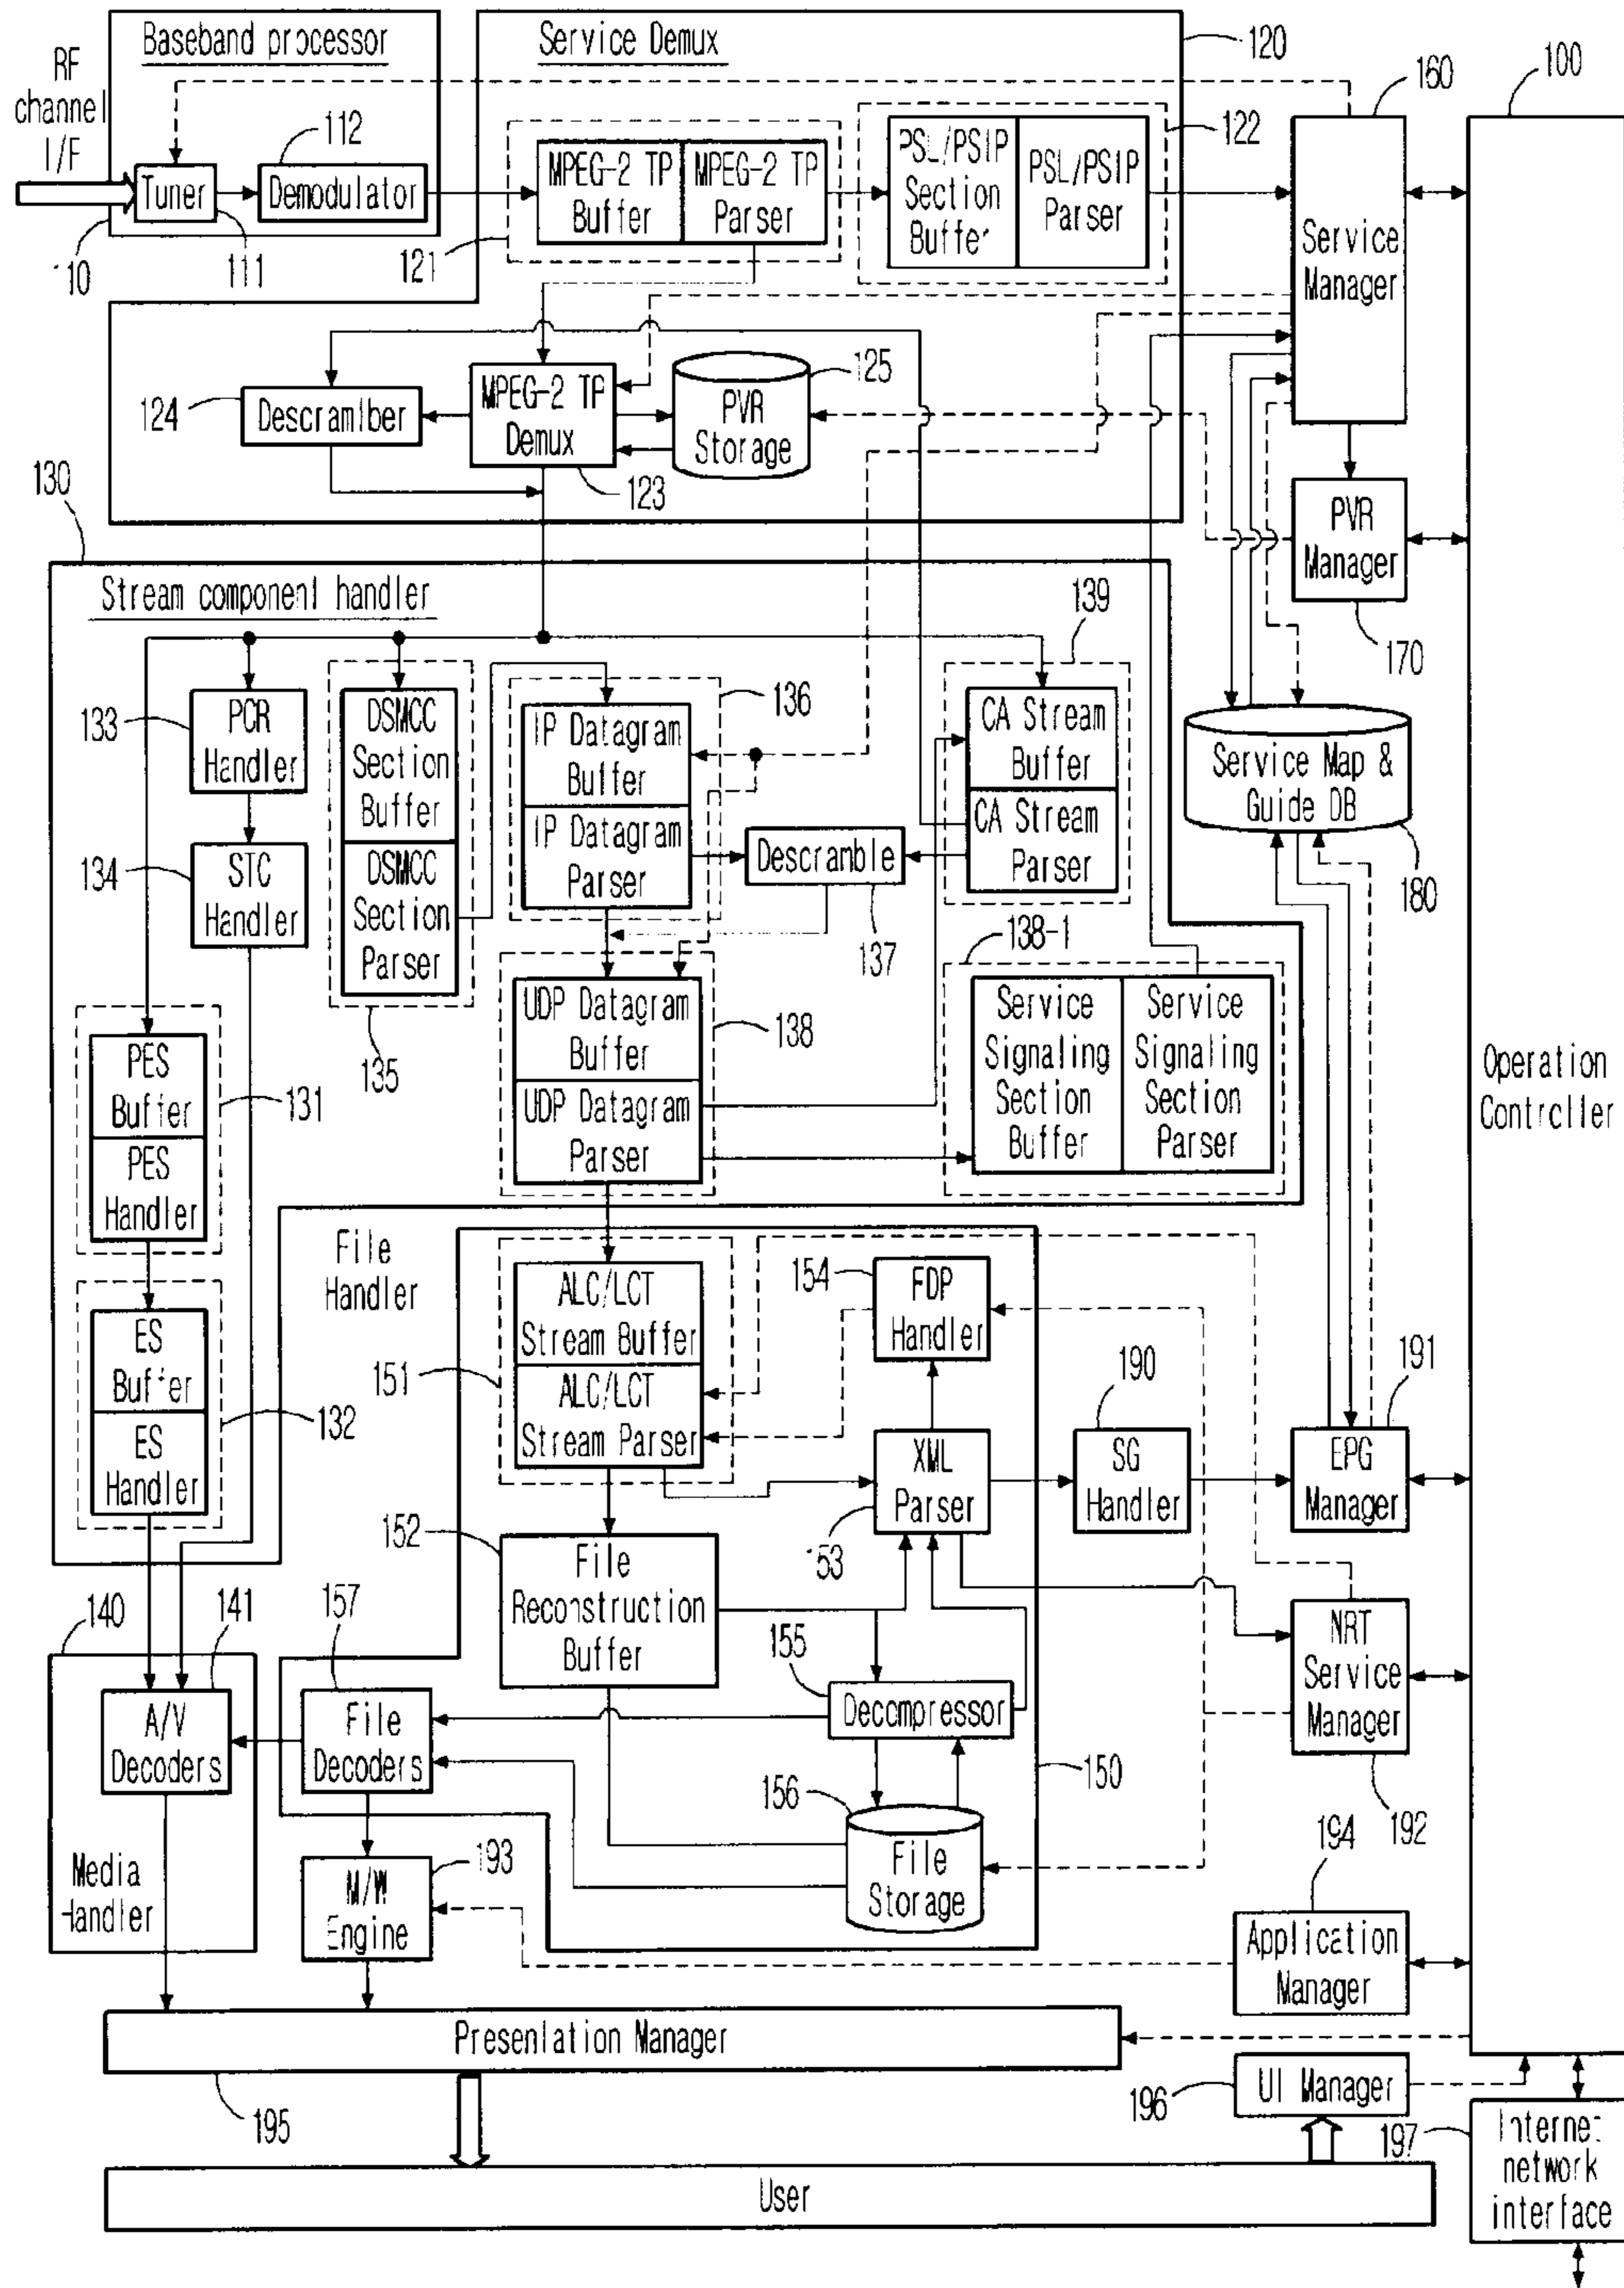 Baseband processor
Service Demux
120
160
100
RF
channel
I/F
112
Tuner
Demodulator
MPEG-2 TP
Buffer
MPEG-2 TP
Parser
PSL/PSIP
Section
Buffer
PSL/PSIP
Parser
122
Service
Manager
110
111
121
124
Descramlber
MPEG-2 TP
Demux
PVR
Storage
125
123
130
PVR
Manager
170
Stream component handler
139
133
PCR
Handler
DSMCC
Section
Buffer
DSMCC
Section
Parser
136
IP Datagram
Buffer
IP Datagram
Parser
CA Stream
Buffer
CA Stream
Parser
Service Map &
Guide DB
180
134
STC
Handler
Descramble
137
138-1
135
UDP Datagram
Buffer
UDP Datagram
Parser
138
Service
Signaling
Section
Buffer
Service
Signaling
Section
Parser
PES
Buffer
PES
Handler
131
Operation
Controller
File
Handler
154
FDP
Handler
ALC/LCT
Stream Buffer
ALC/LCT
Stream Parser
151
190
191
ES
Buffer
ES
Handler
132
XML
Parser
SG
Handler
EPG
Manager
152
153
File
Reconstruction
Buffer
140
141
157
155
NRT
Service
Manager
A/V
Decoders
File
Decoders
Decompressor
150
192
156
File
Storage
194
Media
Handler
193
M/W
Engine
Application
Manager
Presentation Manager
195
196
UI Manager
197
Internet
network
interface
User